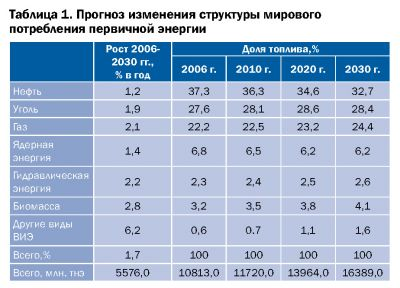 Таблица 1. Прогноз изменения структуры мирового
потребления первичной энергии
Рост 2006-
2030 гг.,
% в год
Доля топлива,%
2006 г. 2010 г. 2020 г. 2030 г.
Нефть 1,2 37,3 36,3 34,6 32,7
Уголь 1,9 27,6 28,1 28,6 28,4
Газ 2,1 22,2 22,5 23,2 24,4
Ядерная
энергия 1,4 6,8 6,5 6,2 6,2
Гидравлическая
энергия 2,2 2,3 2,4 2,5 2,6
Биомасса 2,8 3,2 3,5 3,8 4,1
Другие виды
ВИЭ 6,2 0,6 0,7 1,1 1,6
Всего,% 1,7 100 100 100 100
Всего, млн. тнэ 5576,0 10813,0 11720,0 13964,0 16389,0